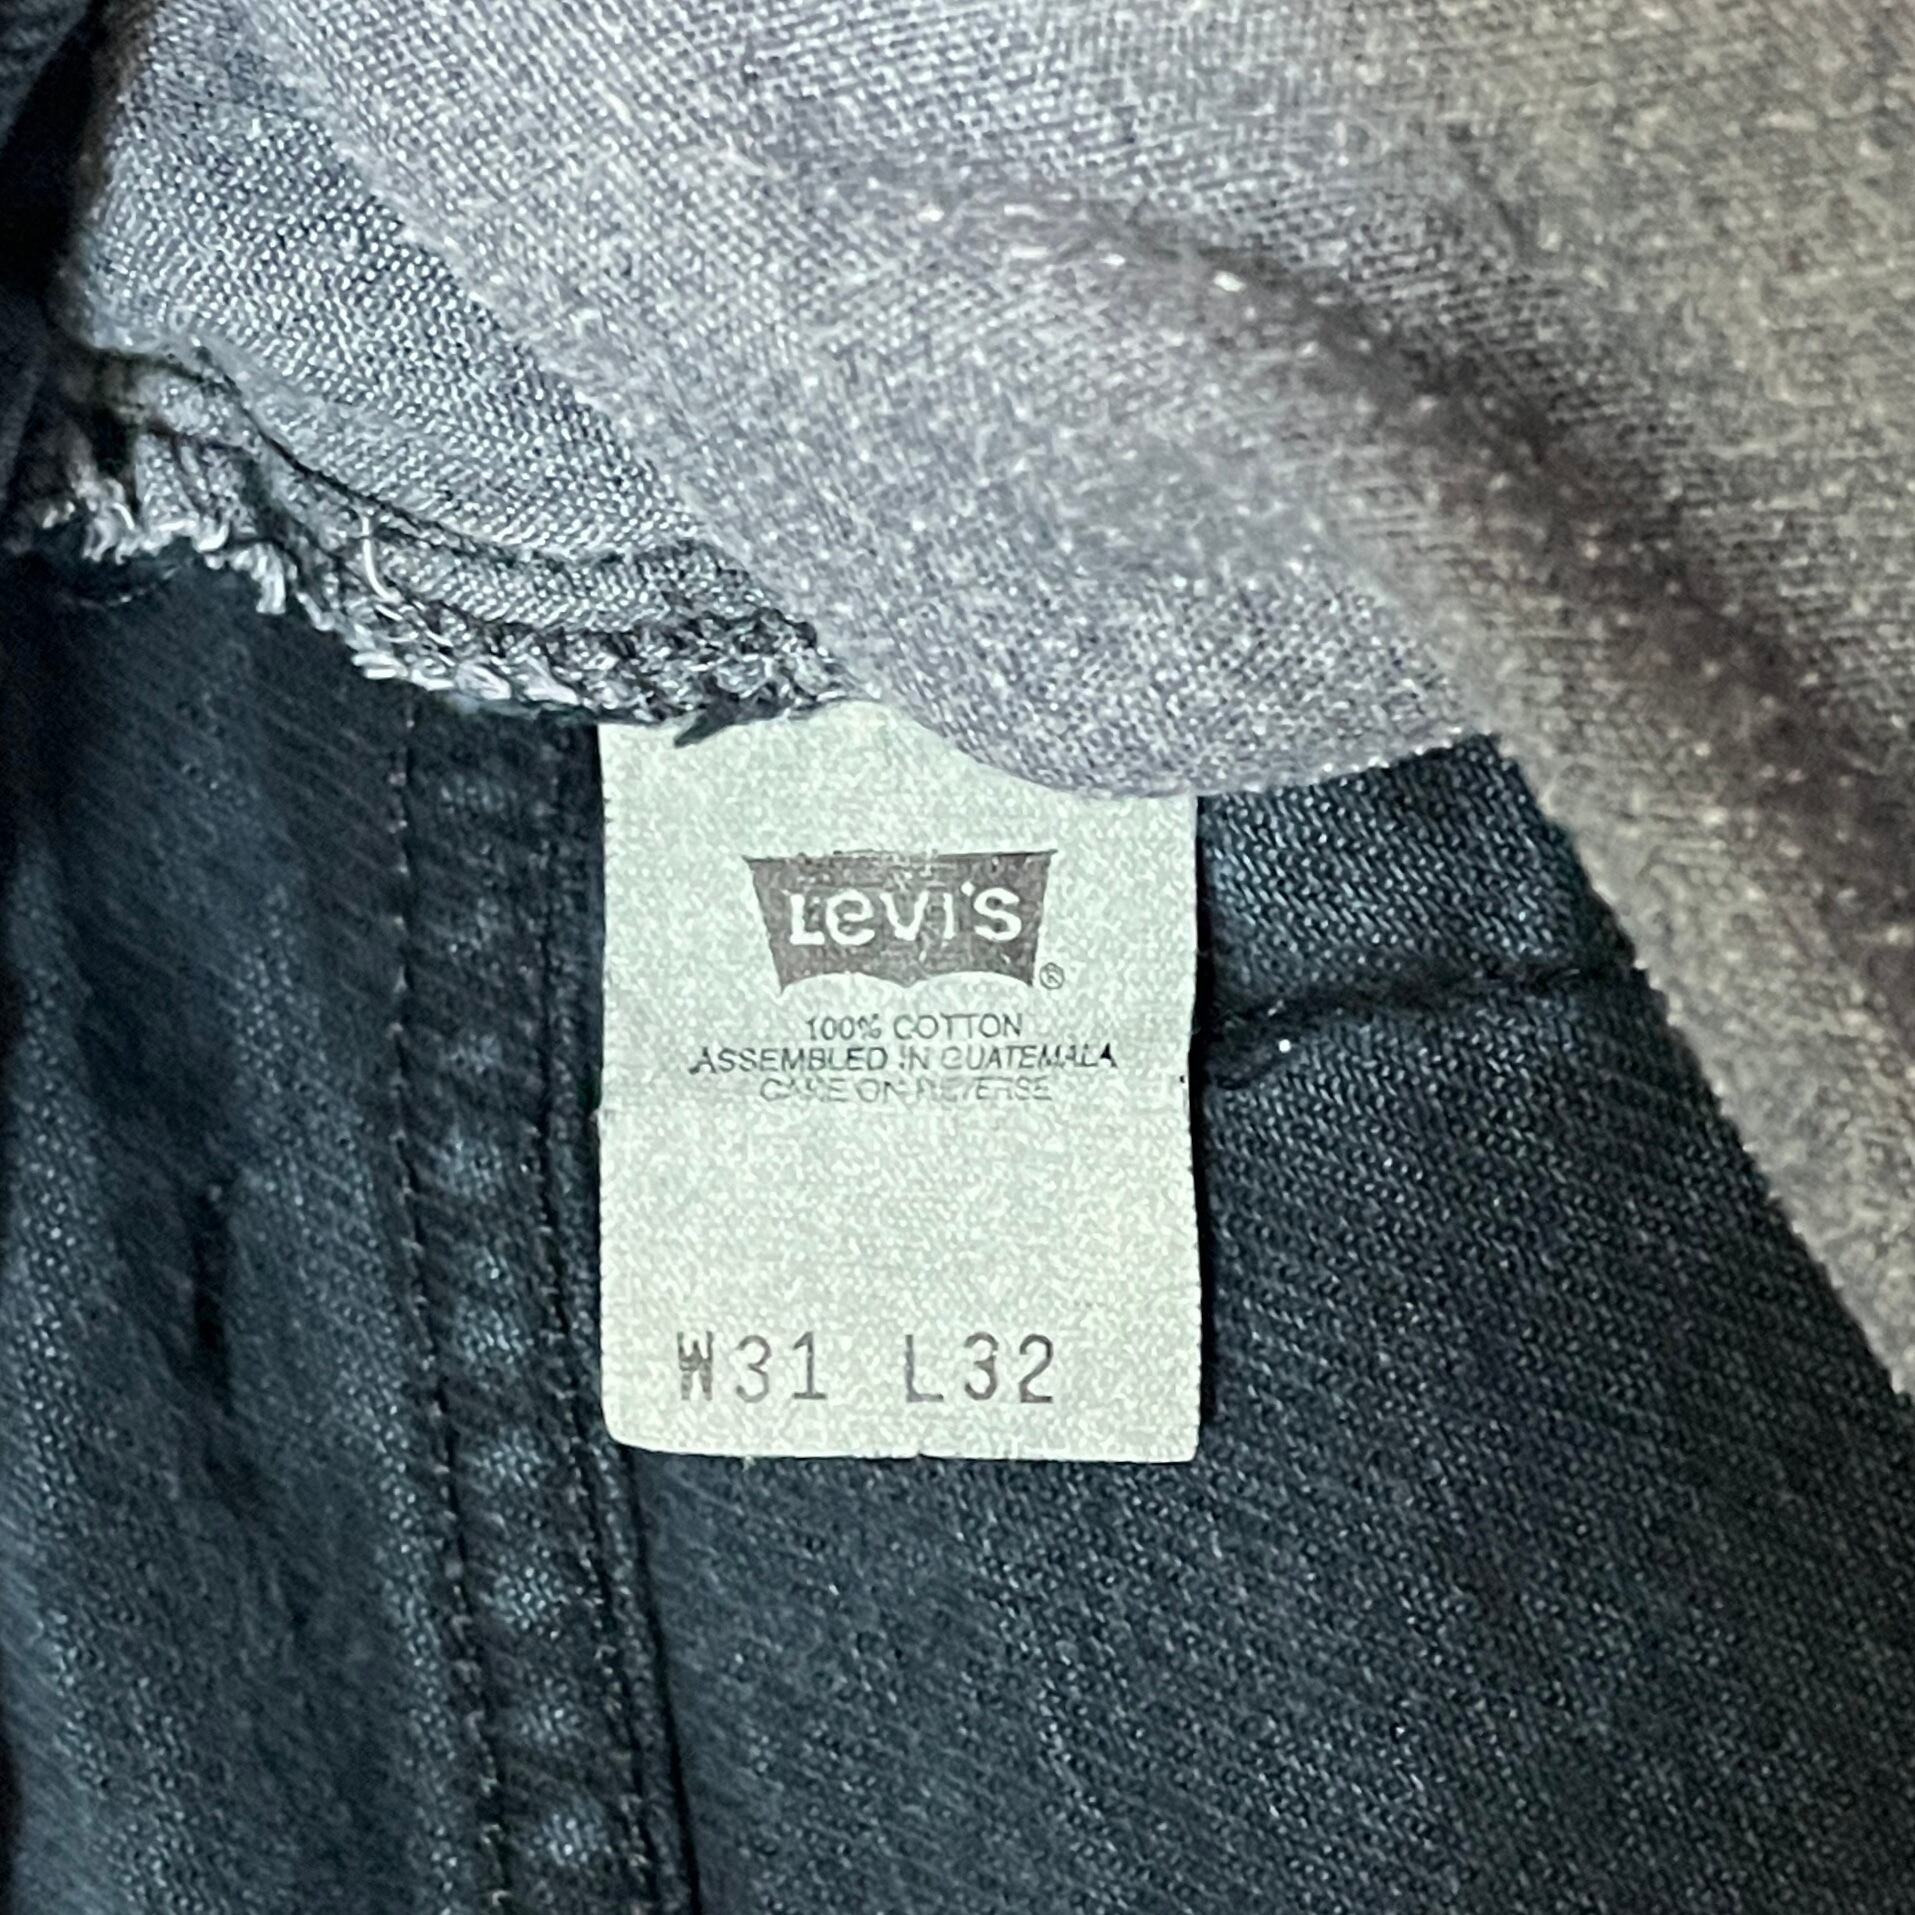 Levi's®
100% COTTON
ASSEMBLED IN GUATEMALA
CARE ON REVERSE
W31 L32